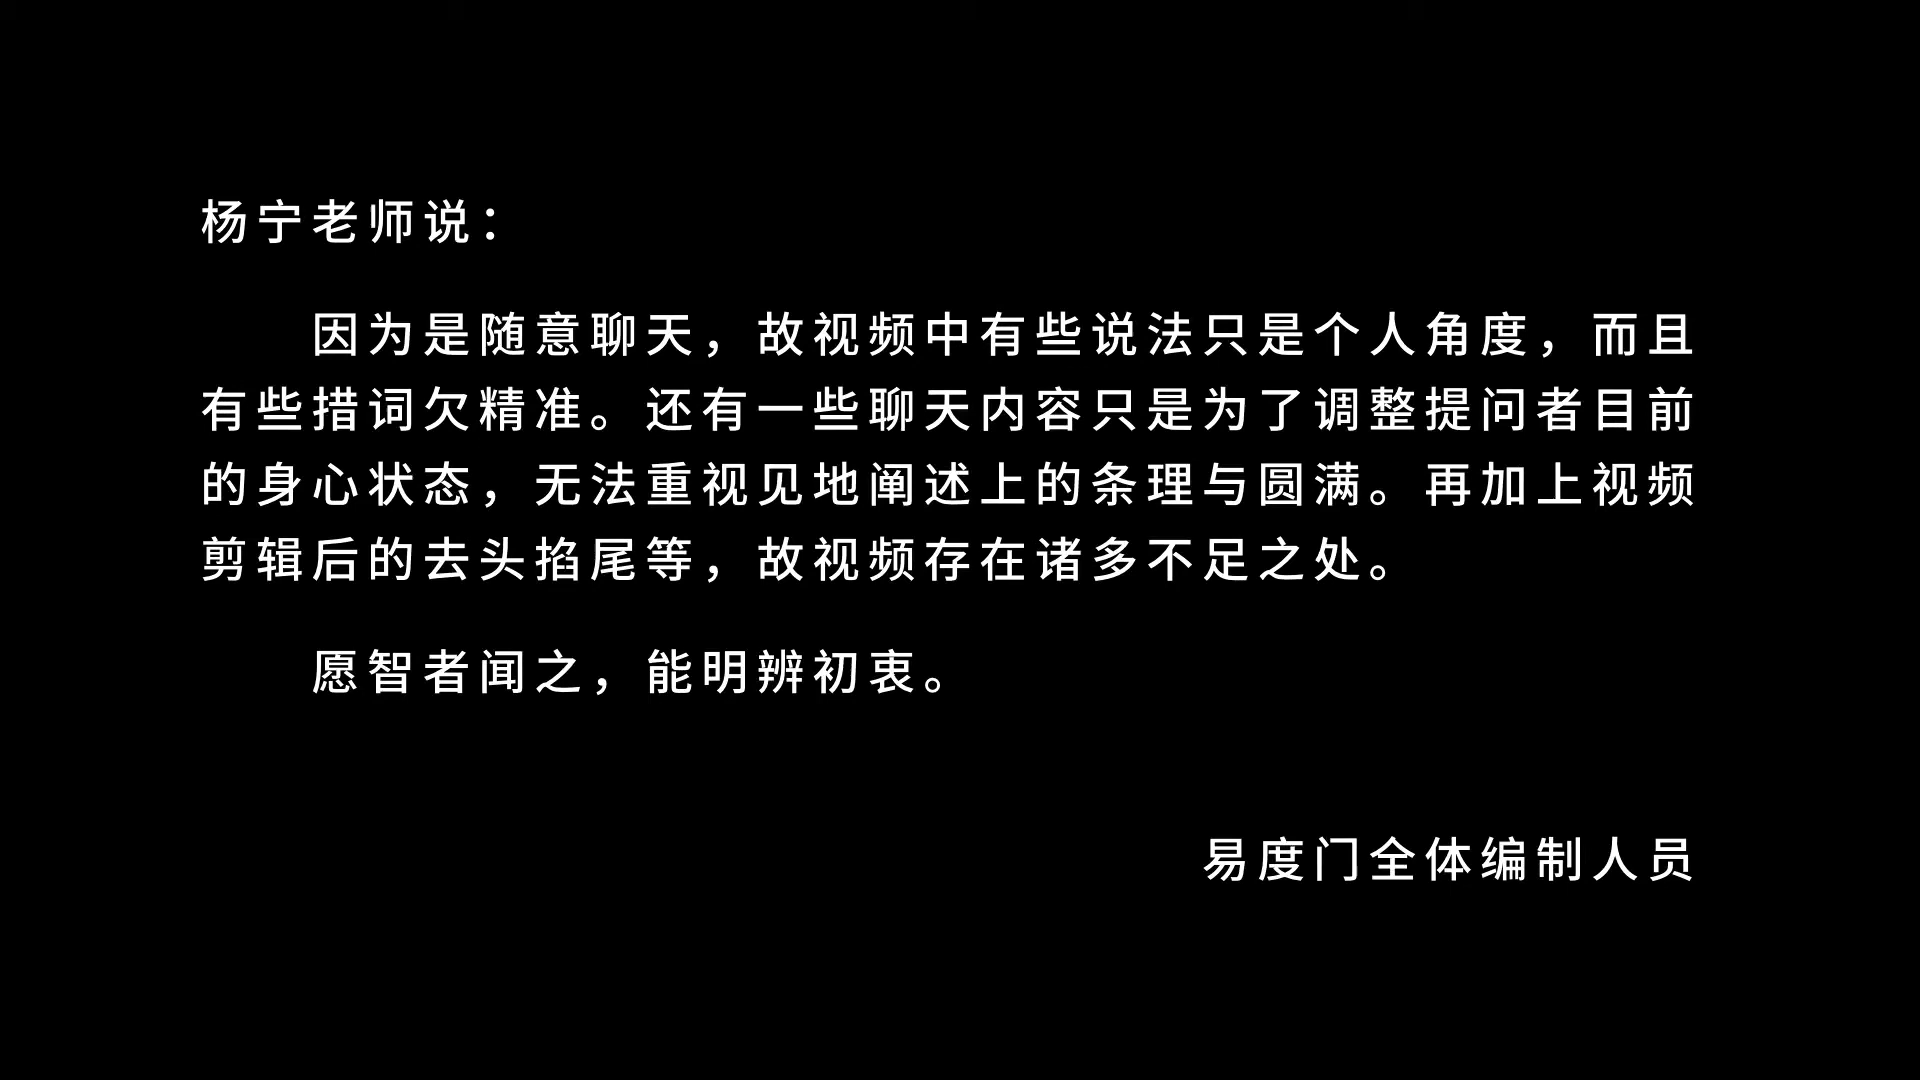 杨宁老师说：
因为是随意聊天，故视频中有些说法只是个人角度，而且
有些措词欠精准。还有一些聊天内容只是为了调整提问者目前
的身心状态，无法重视见地阐述上的条理与圆满。再加上视频
剪辑后的去头掐尾等，故视频存在诸多不足之处。
愿智者闻之，能明辨初衷。
易度门全体编制人员